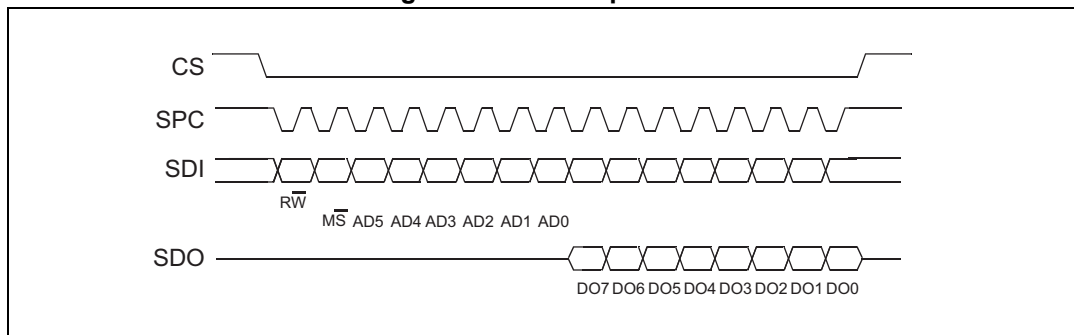 CS
SPC
SDI
RW̅
MS̅ AD5 AD4 AD3 AD2 AD1 AD0
SDO
DO7 DO6 DO5 DO4 DO3 DO2 DO1 DO0